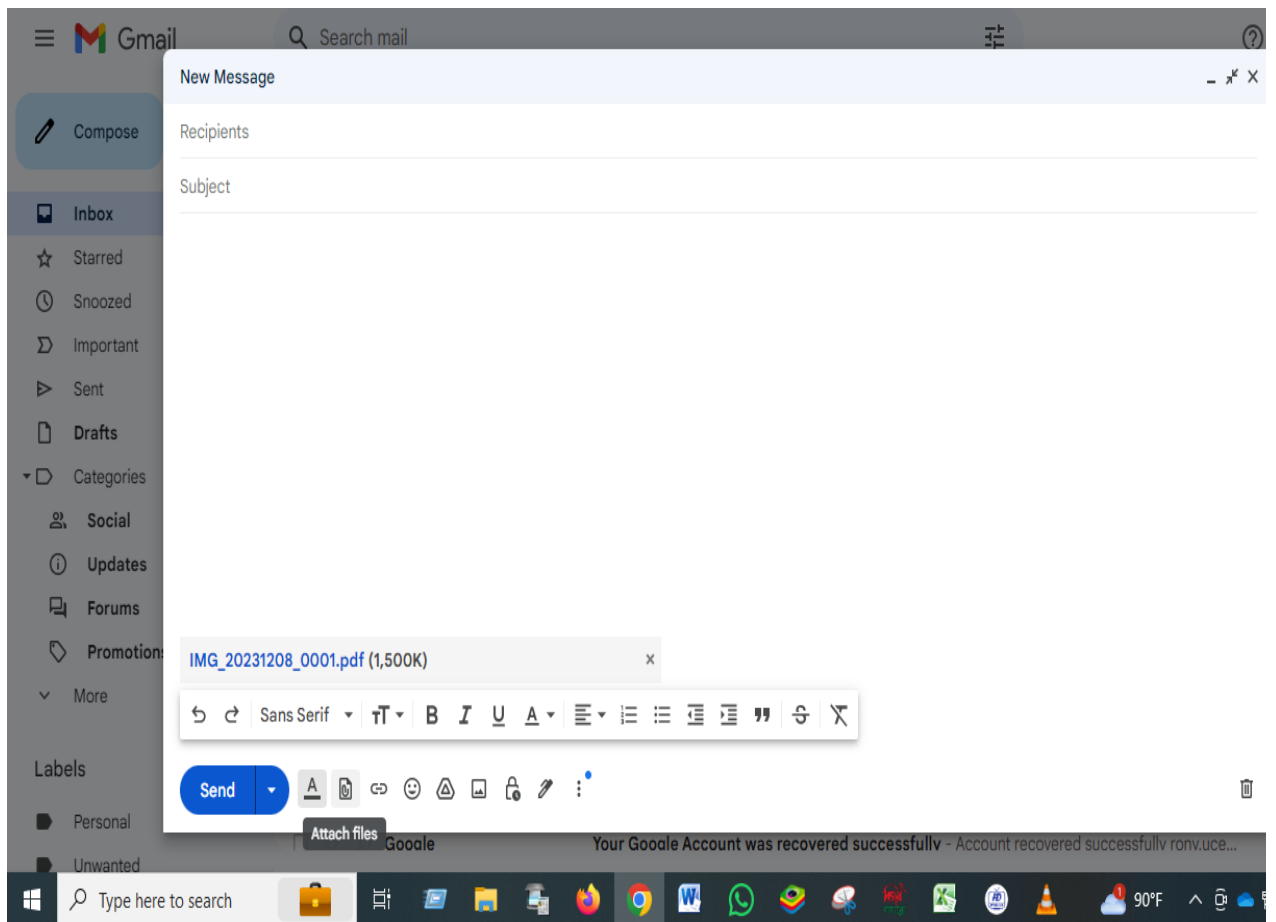 Gmail
Search mail
New Message
Compose
Recipients
Subject
Inbox
Starred
Snoozed
Important
Sent
Drafts
Categories
Social
Updates
Forums
Promotions
More
IMG_20231208_0001.pdf (1,500K)
Sans Serif
Labels
Send
Personal
Attach files
Google Your Google Account was recovered successfully - Account recovered successfully rony.uce...
Unwanted
Type here to search
90°F